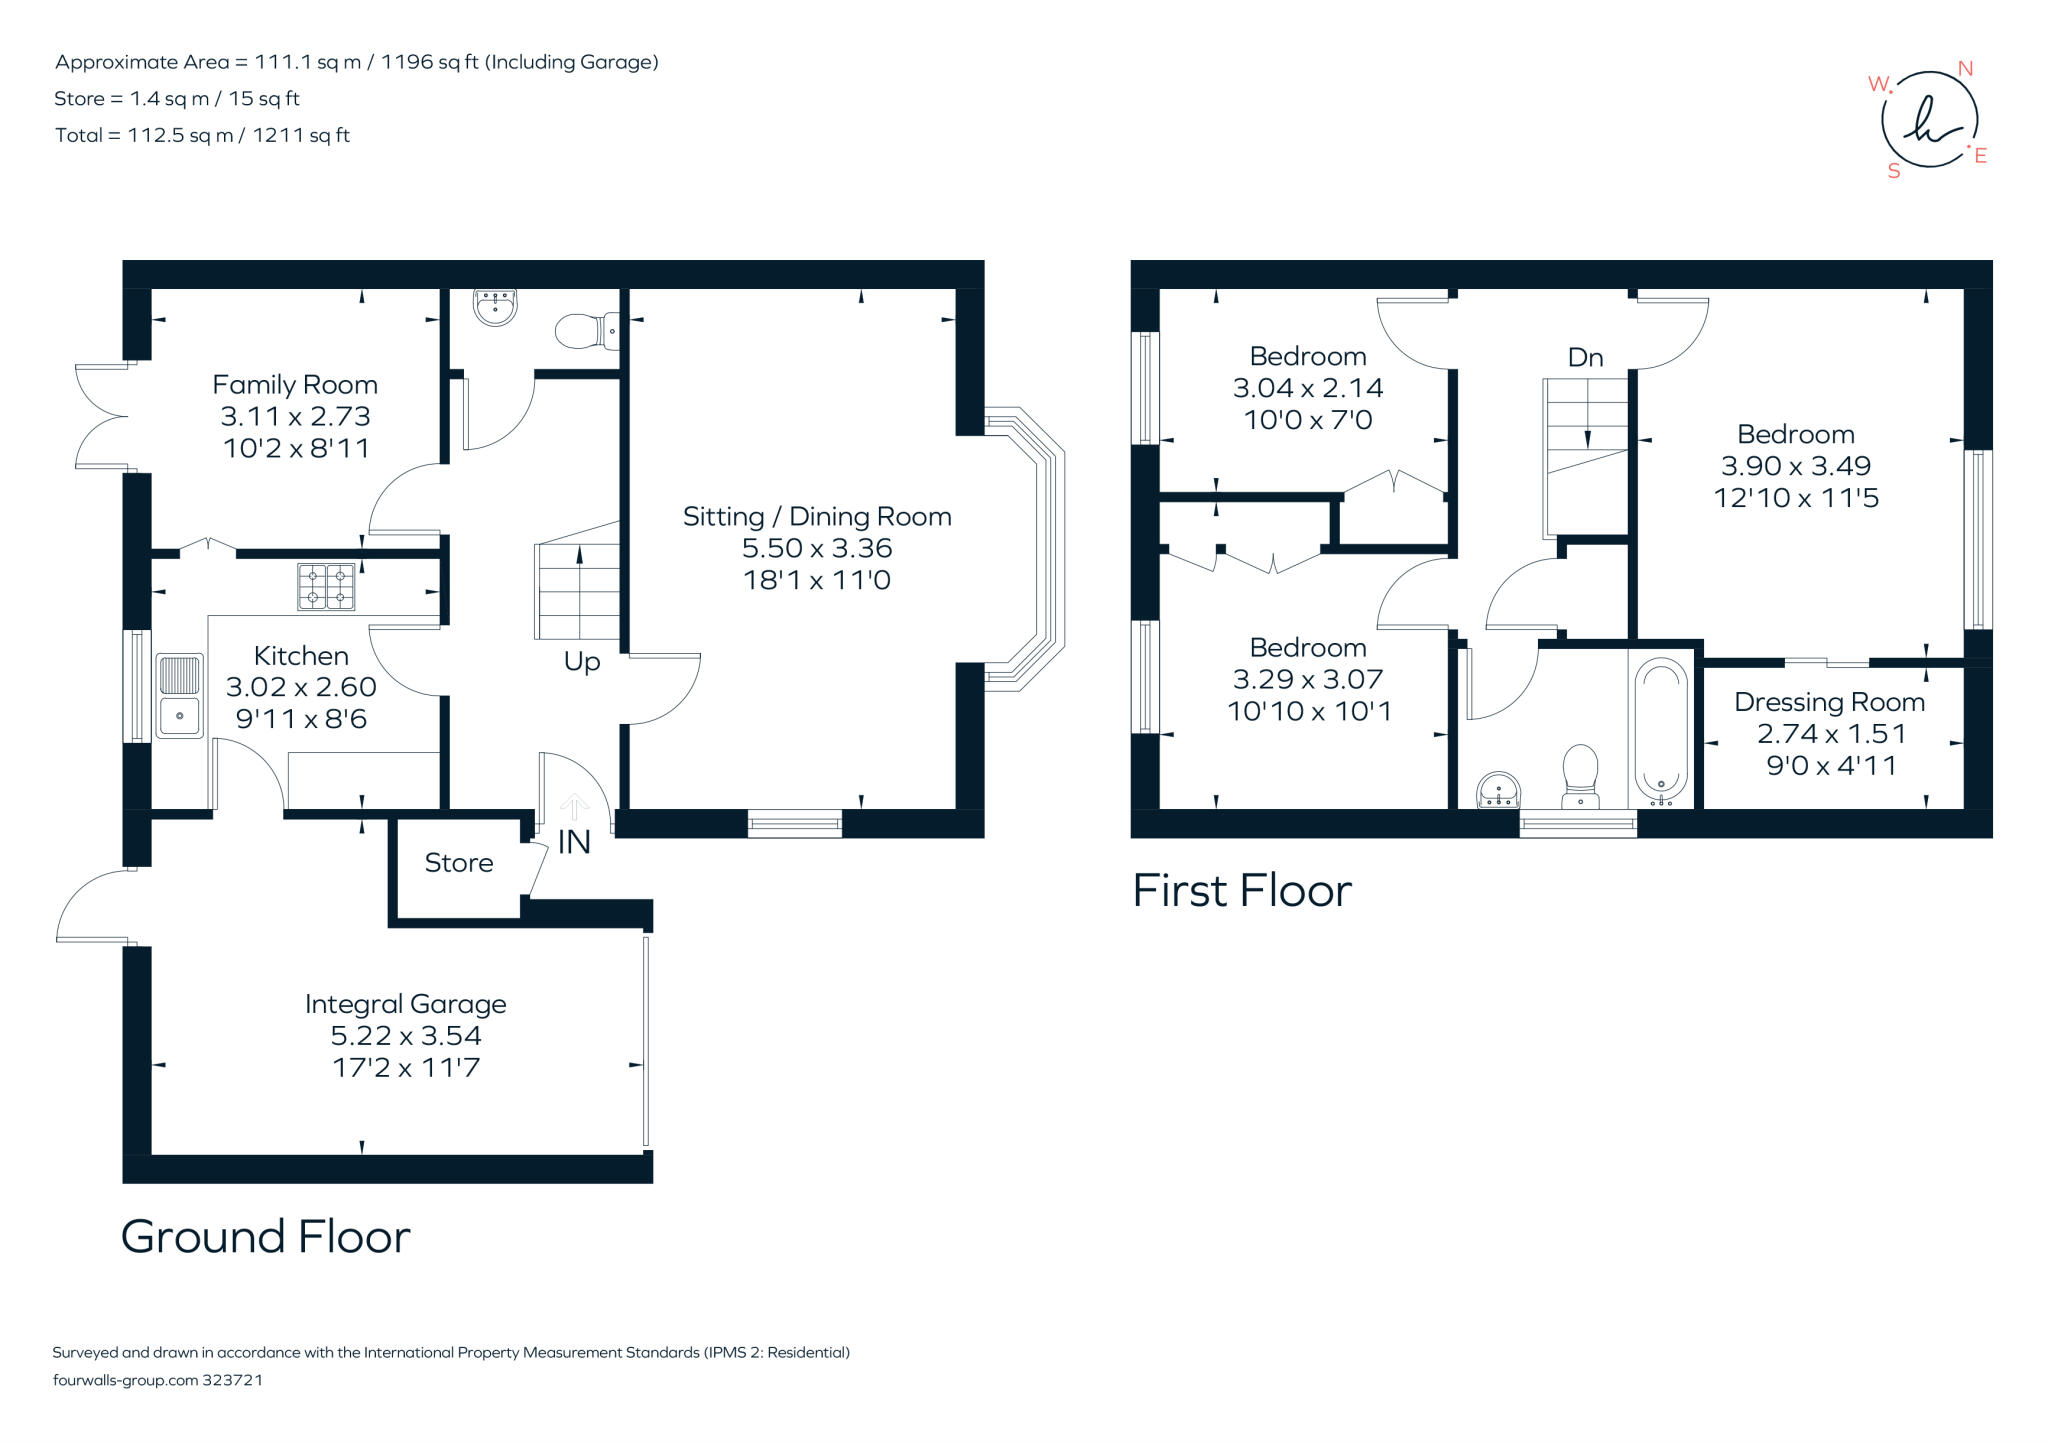 Approximate Area = 111.1 sq m / 1196 sq ft (Including Garage)
Store = 1.4 sq m / 15 sq ft
Total = 112.5 sq m / 1211 sq ft
N
W
E
S
Family Room
3.11 x 2.73
10'2 x 8'11
Sitting / Dining Room
5.50 x 3.36
18'1 x 11'0
Kitchen
3.02 x 2.60
9'11 x 8'6
Up
IN
Store
Integral Garage
5.22 x 3.54
17'2 x 11'7
Ground Floor
Bedroom
3.04 x 2.14
10'0 x 7'0
Dn
Bedroom
3.90 x 3.49
12'10 x 11'5
Bedroom
3.29 x 3.07
10'10 x 10'1
Dressing Room
2.74 x 1.51
9'0 x 4'11
First Floor
Surveyed and drawn in accordance with the International Property Measurement Standards (IPMS 2: Residential)
fourwalls-group.com 323721